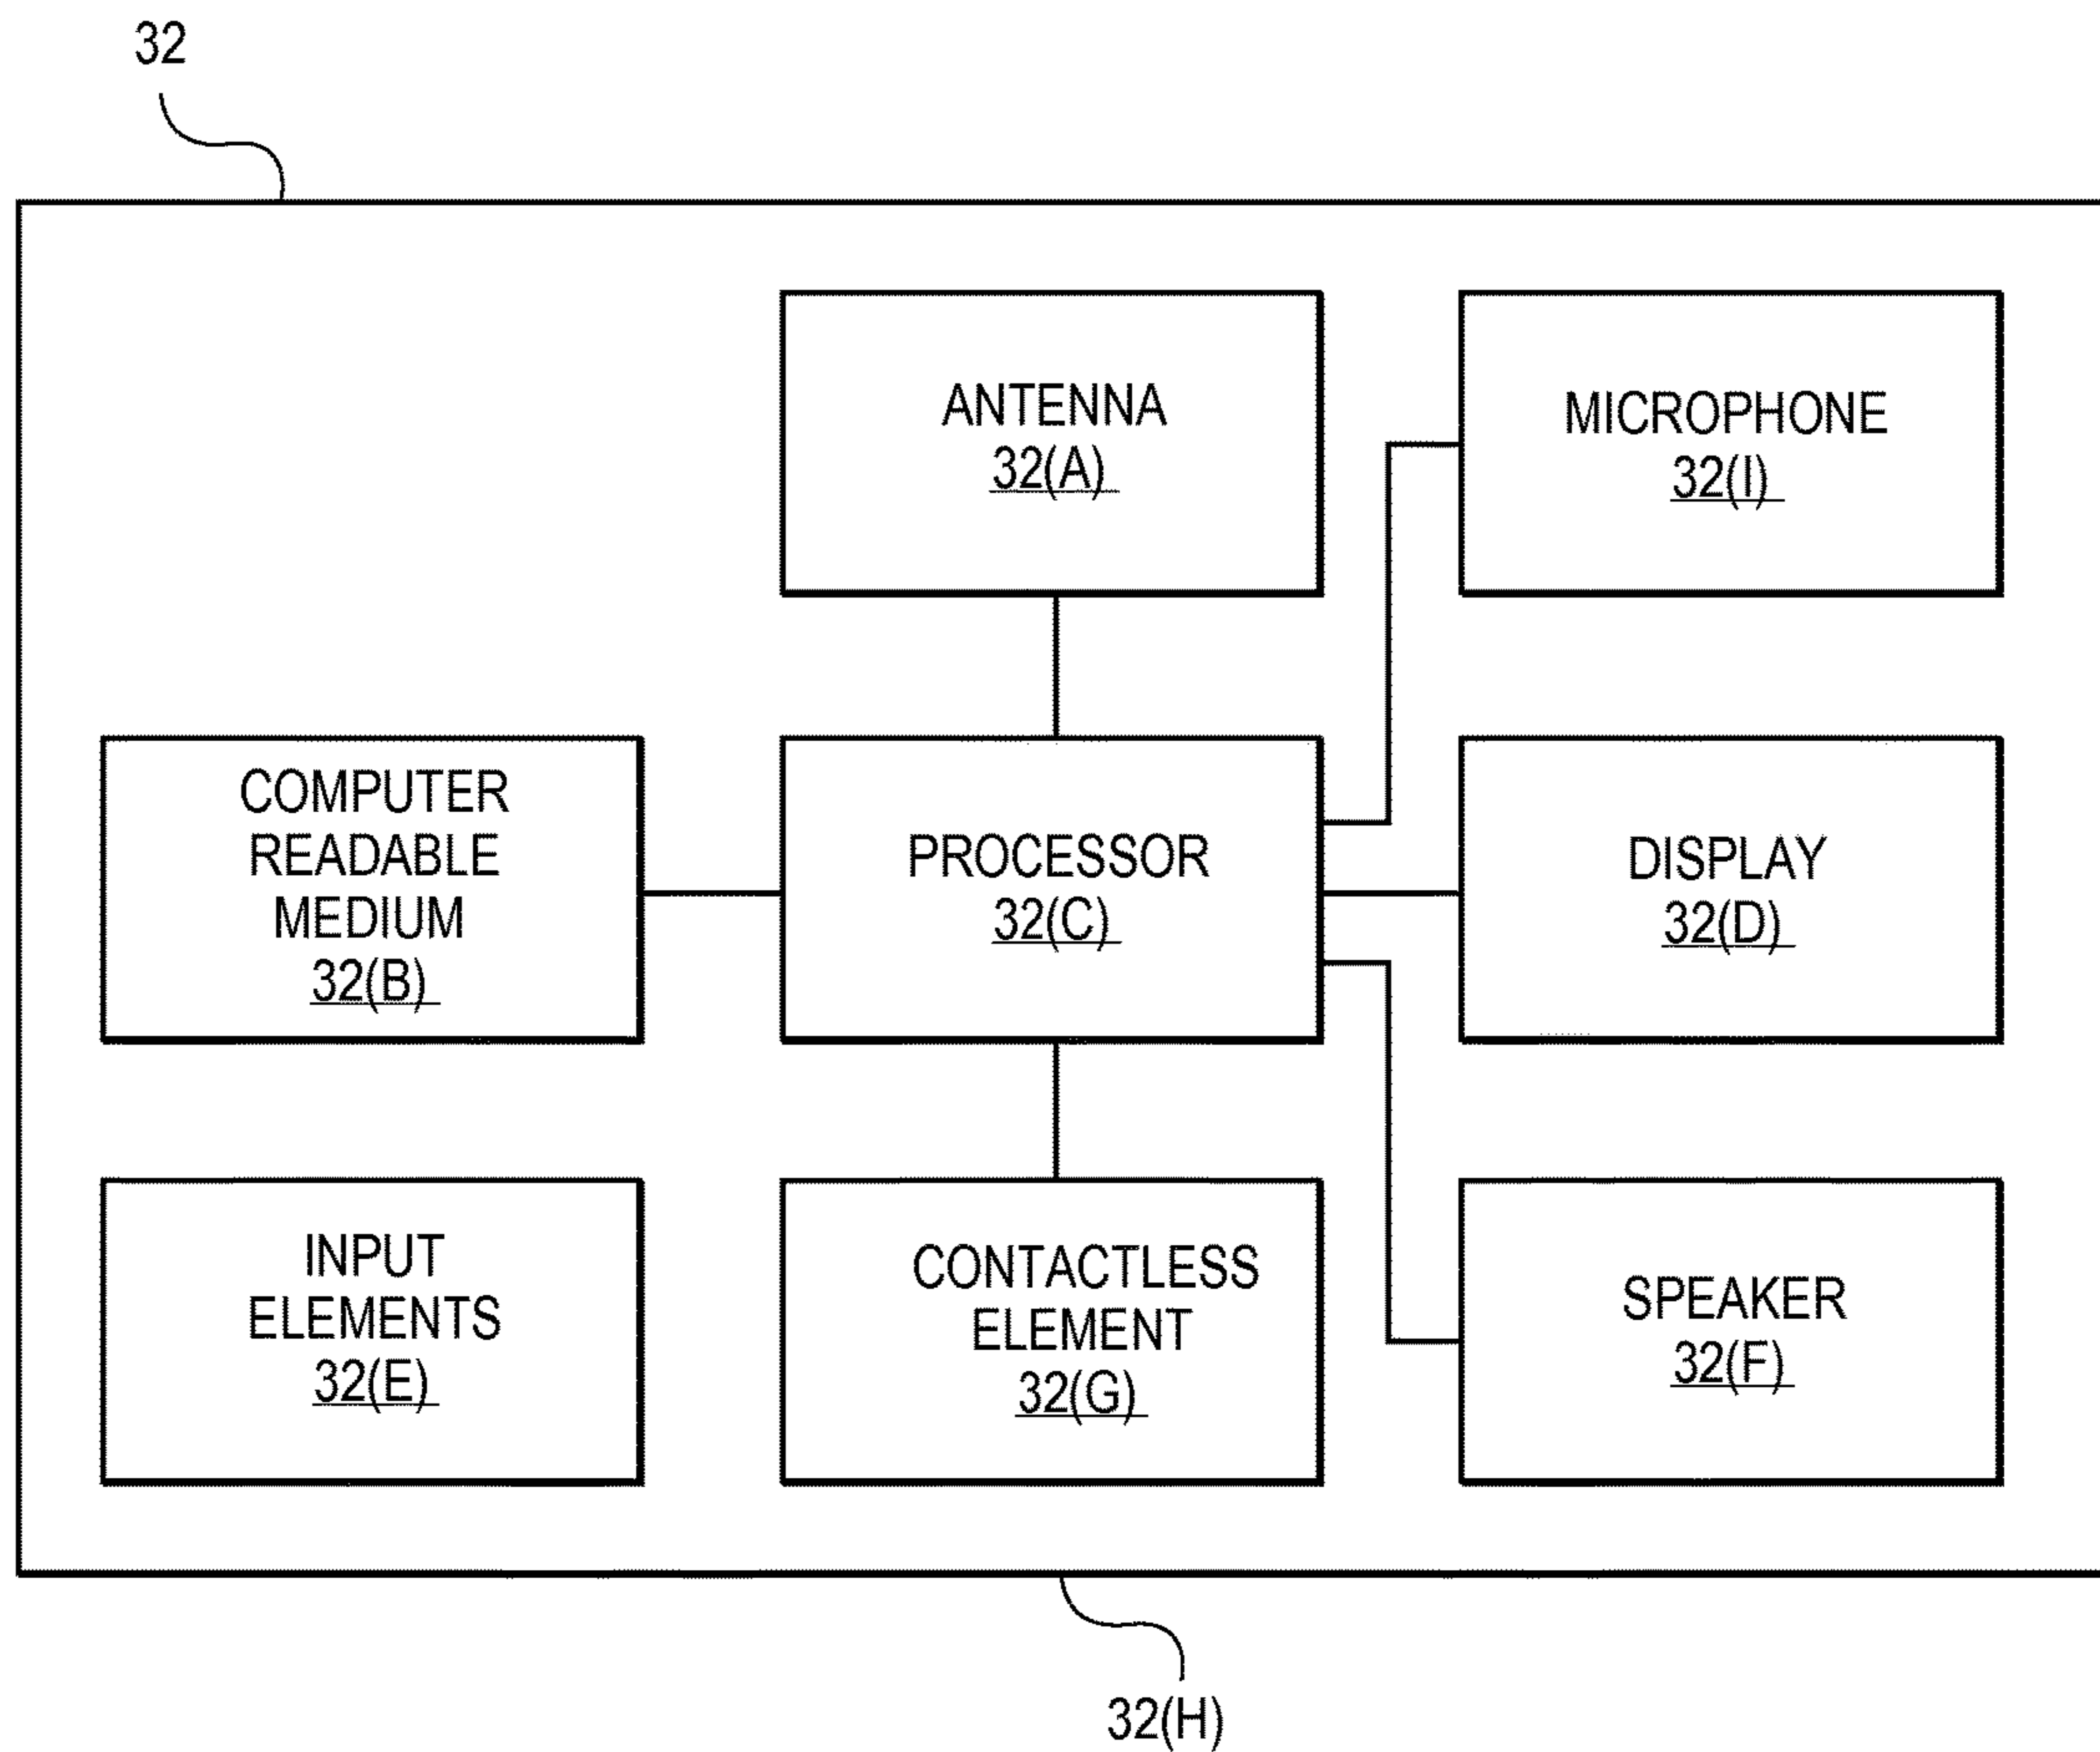 32
ANTENNA
32(A)
MICROPHONE
32(I)
COMPUTER
READABLE
MEDIUM
32(B)
PROCESSOR
32(C)
DISPLAY
32(D)
INPUT
ELEMENTS
32(E)
CONTACTLESS
ELEMENT
32(G)
SPEAKER
32(F)
32(H)